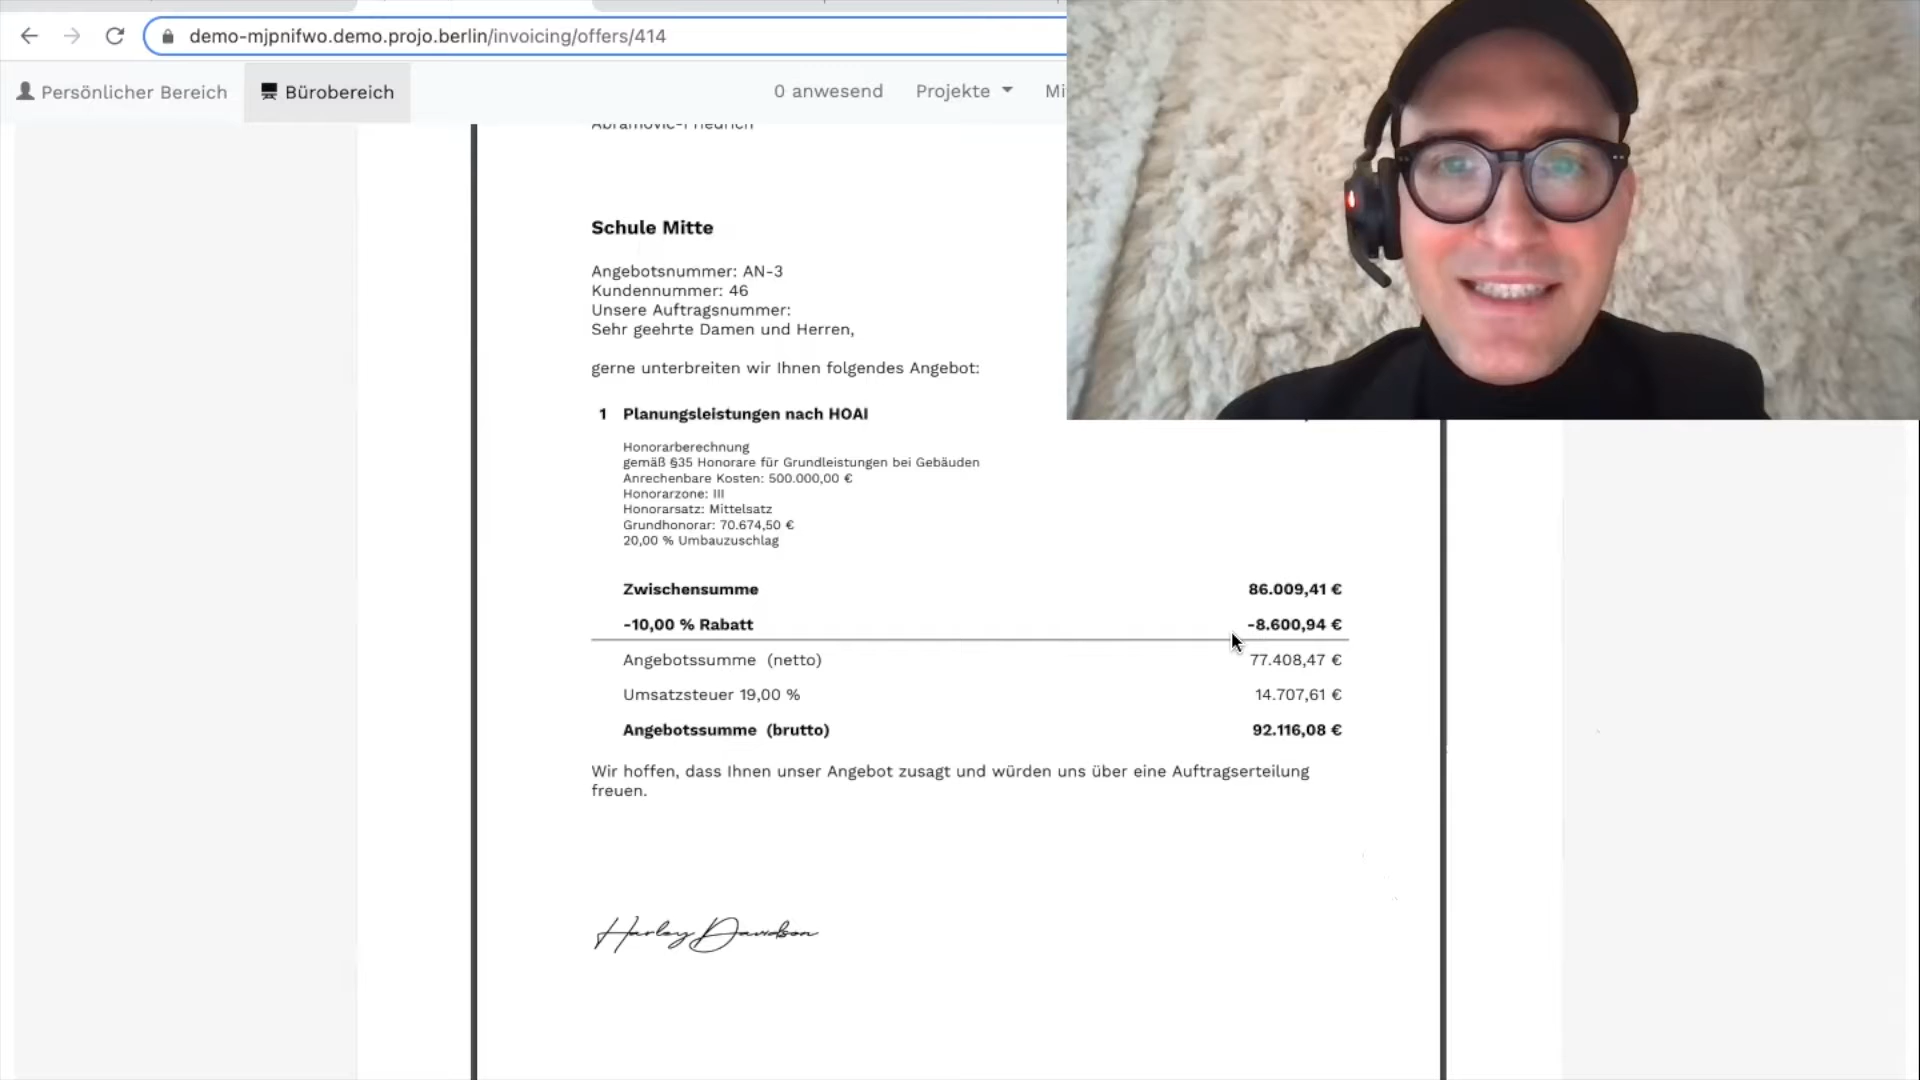 demo-mjpnifwo.demo.projo.berlin/invoicing/offers/414
Persönlicher Bereich
Bürobereich
0 anwesend
Projekte
Abramovic-Friedrich
Schule Mitte
Angebotsnummer: AN-3
Kundennummer: 46
Unsere Auftragsnummer:
Sehr geehrte Damen und Herren,
gerne unterbreiten wir Ihnen folgendes Angebot:
1 Planungsleistungen nach HOAI
Honorarberechnung
gemäß §35 Honorare für Grundleistungen bei Gebäuden
Anrechenbare Kosten: 500.000,00 €
Honorarzone: III
Honorarsatz: Mittelsatz
Grundhonorar: 70.674,50 €
20,00 % Umbauzuschlag
Zwischensumme 86.009,41 €
-10,00 % Rabatt -8.600,94 €
Angebotssumme (netto) 77.408,47 €
Umsatzsteuer 19,00 % 14.707,61 €
Angebotssumme (brutto) 92.116,08 €
Wir hoffen, dass Ihnen unser Angebot zusagt und würden uns über eine Auftragserteilung
freuen.
Harley Davidson